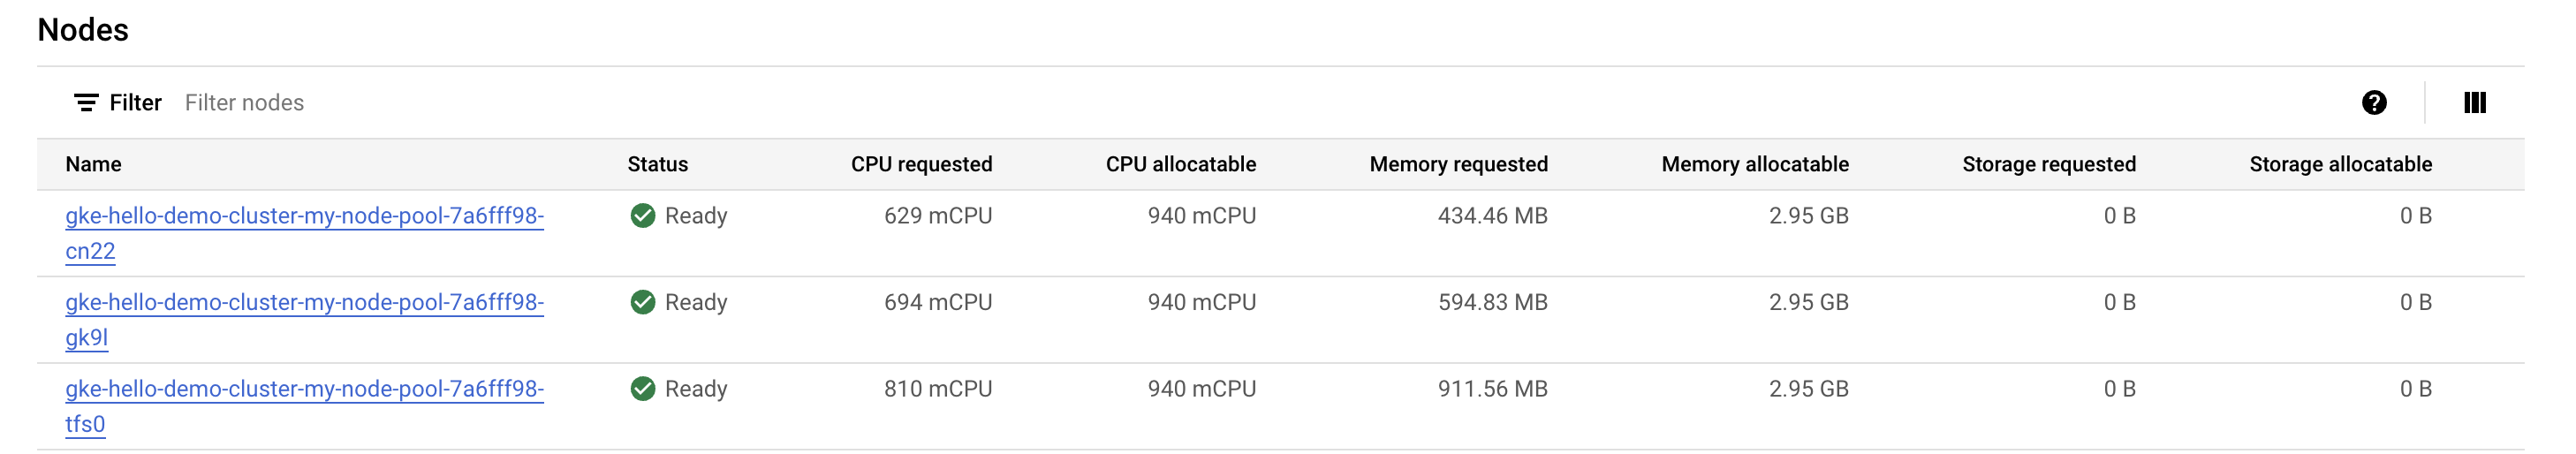 Nodes
Filter Filter nodes
Name Status CPU requested CPU allocatable Memory requested Memory allocatable Storage requested Storage allocatable
gke-hello-demo-cluster-my-node-pool-7a6fff98- Ready 629 mCPU 940 mCPU 434.46 MB 2.95 GB 0 B 0 B
cn22
gke-hello-demo-cluster-my-node-pool-7a6fff98- Ready 694 mCPU 940 mCPU 594.83 MB 2.95 GB 0 B 0 B
gk9l
gke-hello-demo-cluster-my-node-pool-7a6fff98- Ready 810 mCPU 940 mCPU 911.56 MB 2.95 GB 0 B 0 B
tfs0